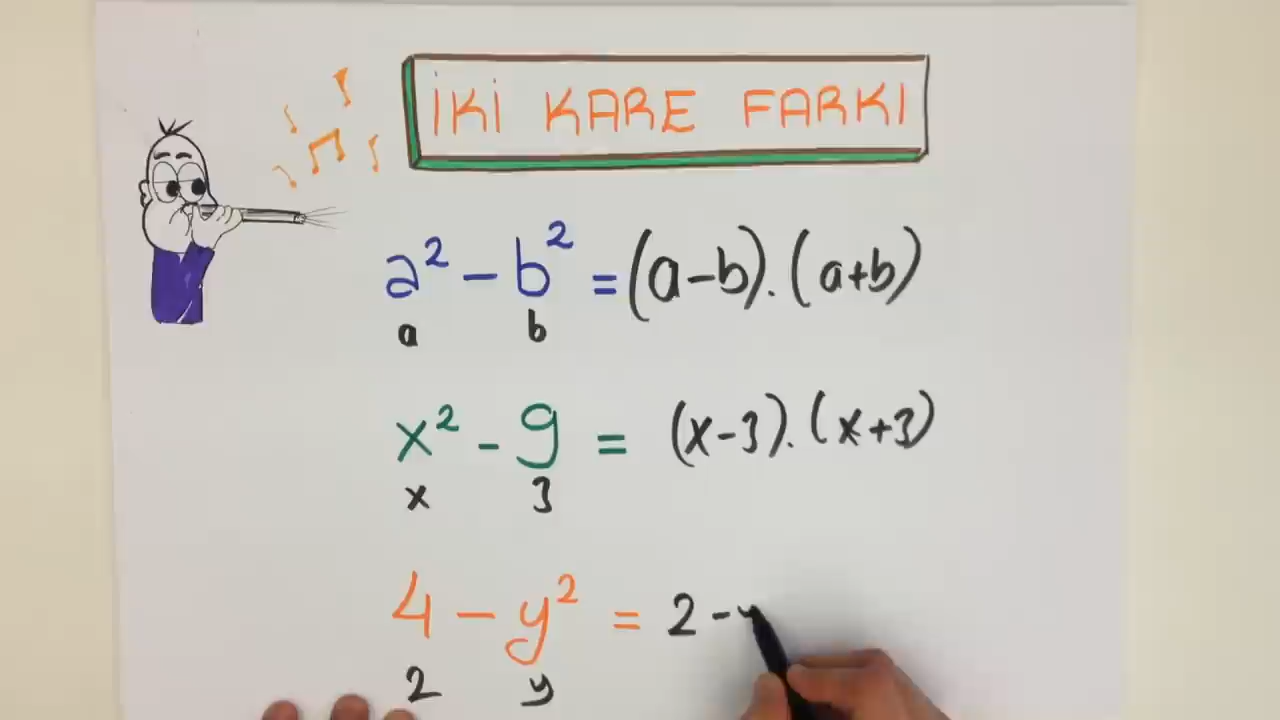 İKİ KARE FARKI
a² - b² = (a-b).(a+b)
a b
x² - 9 = (x-3).(x+3)
x 3
4 - y² = 2 -
2 y